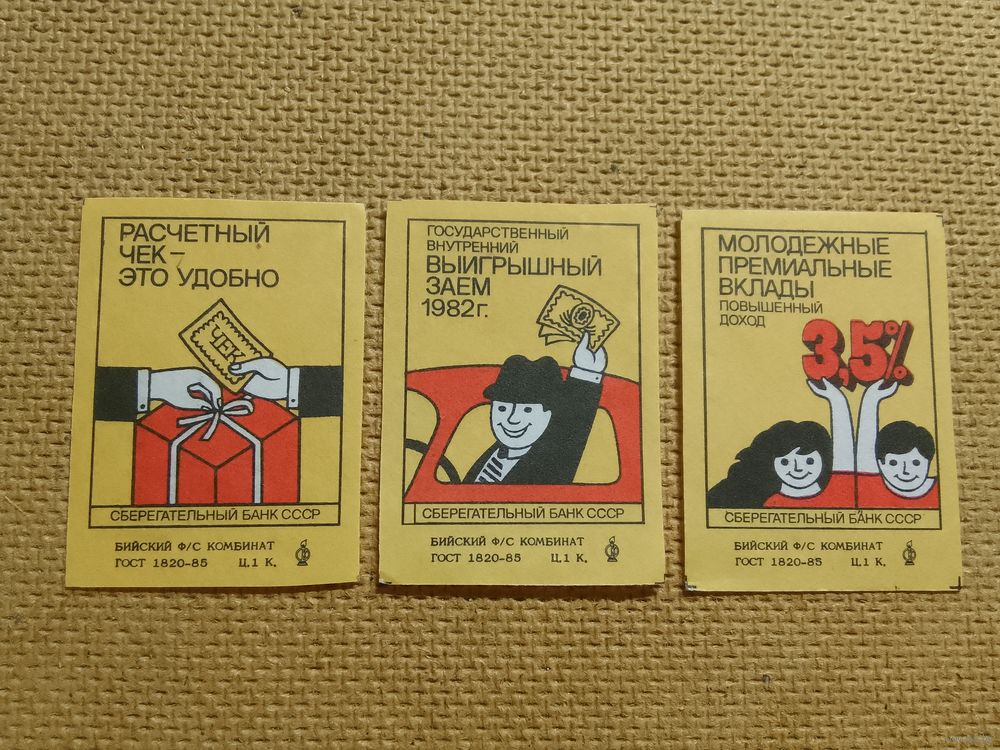 РАСЧЕТНЫЙ
ЧЕК –
ЭТО УДОБНО
ЧЕК
СБЕРЕГАТЕЛЬНЫЙ БАНК СССР
БИЙСКИЙ Ф/С КОМБИНАТ
ГОСТ 1820-85 Ц.1 К.
ГОСУДАРСТВЕННЫЙ
ВНУТРЕННИЙ
ВЫИГРЫШНЫЙ
ЗАЕМ
1982г.
СБЕРЕГАТЕЛЬНЫЙ БАНК СССР
БИЙСКИЙ Ф/С КОМБИНАТ
ГОСТ 1820-85 Ц.1 К.
МОЛОДЕЖНЫЕ
ПРЕМИАЛЬНЫЕ
ВКЛАДЫ
ПОВЫШЕННЫЙ
ДОХОД
3,5%
СБЕРЕГАТЕЛЬНЫЙ БАНК СССР
БИЙСКИЙ Ф/С КОМБИНАТ
ГОСТ 1820-85 Ц.1 К.